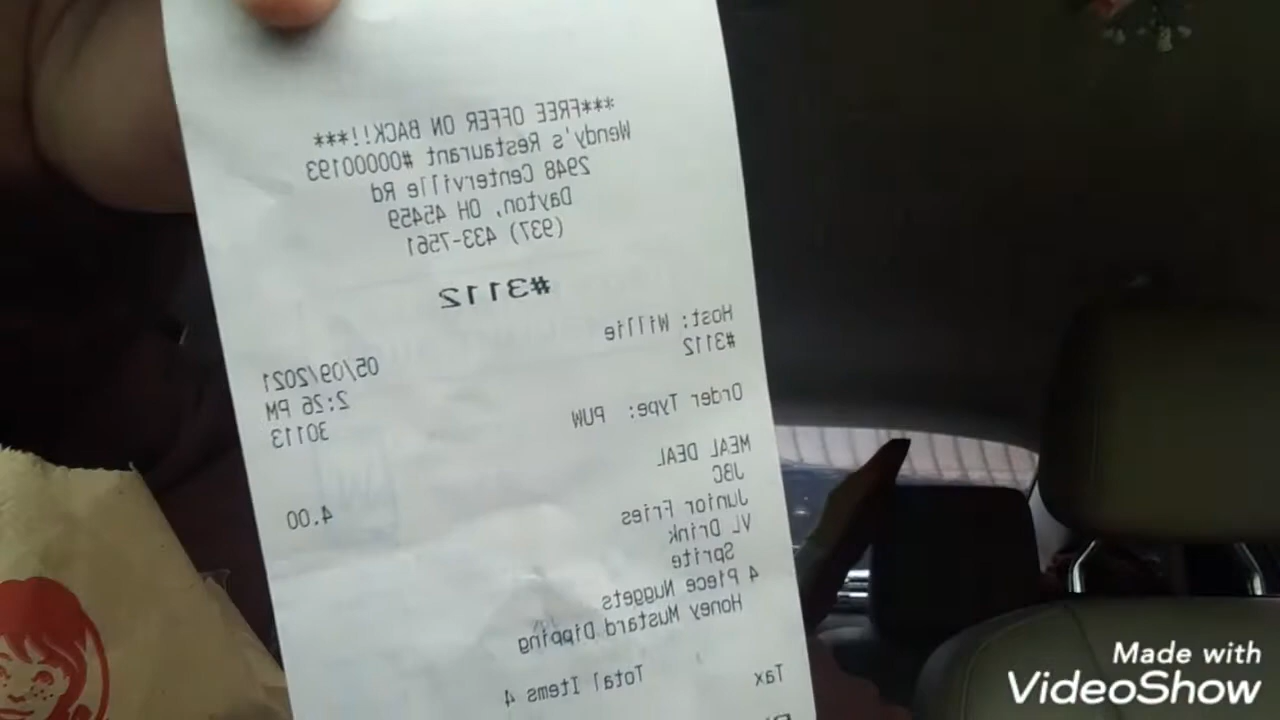 ***FREE OFFER ON BACK!!***
Wendy's Restaurant #00000193
2948 Centerville Rd
Dayton, OH 45459
(937) 433-7561
#3112
Host: Willie 05/09/2021
#3112 2:26 PM
30113
Order Type: PUW
MEAL DEAL 4.00
JBC
Junior Fries
VL Drink
Sprite
4 Piece Nuggets
Honey Mustard Dipping
Total Items 4
Tax
Made with
VideoShow